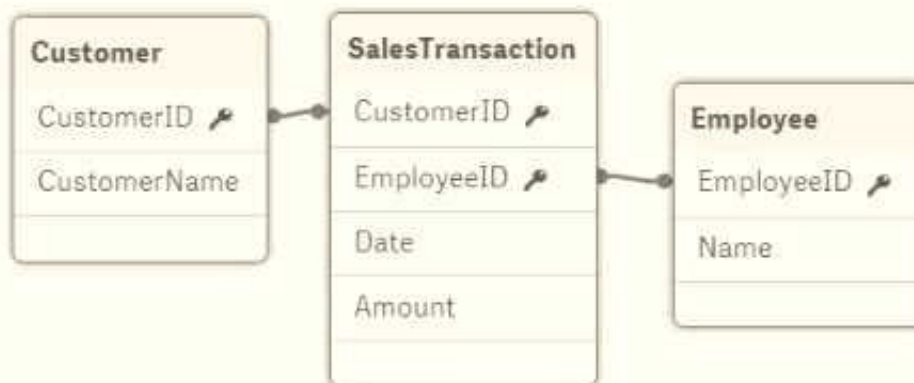 Customer
CustomerID
CustomerName
SalesTransaction
CustomerID
EmployeeID
Date
Amount
Employee
EmployeeID
Name